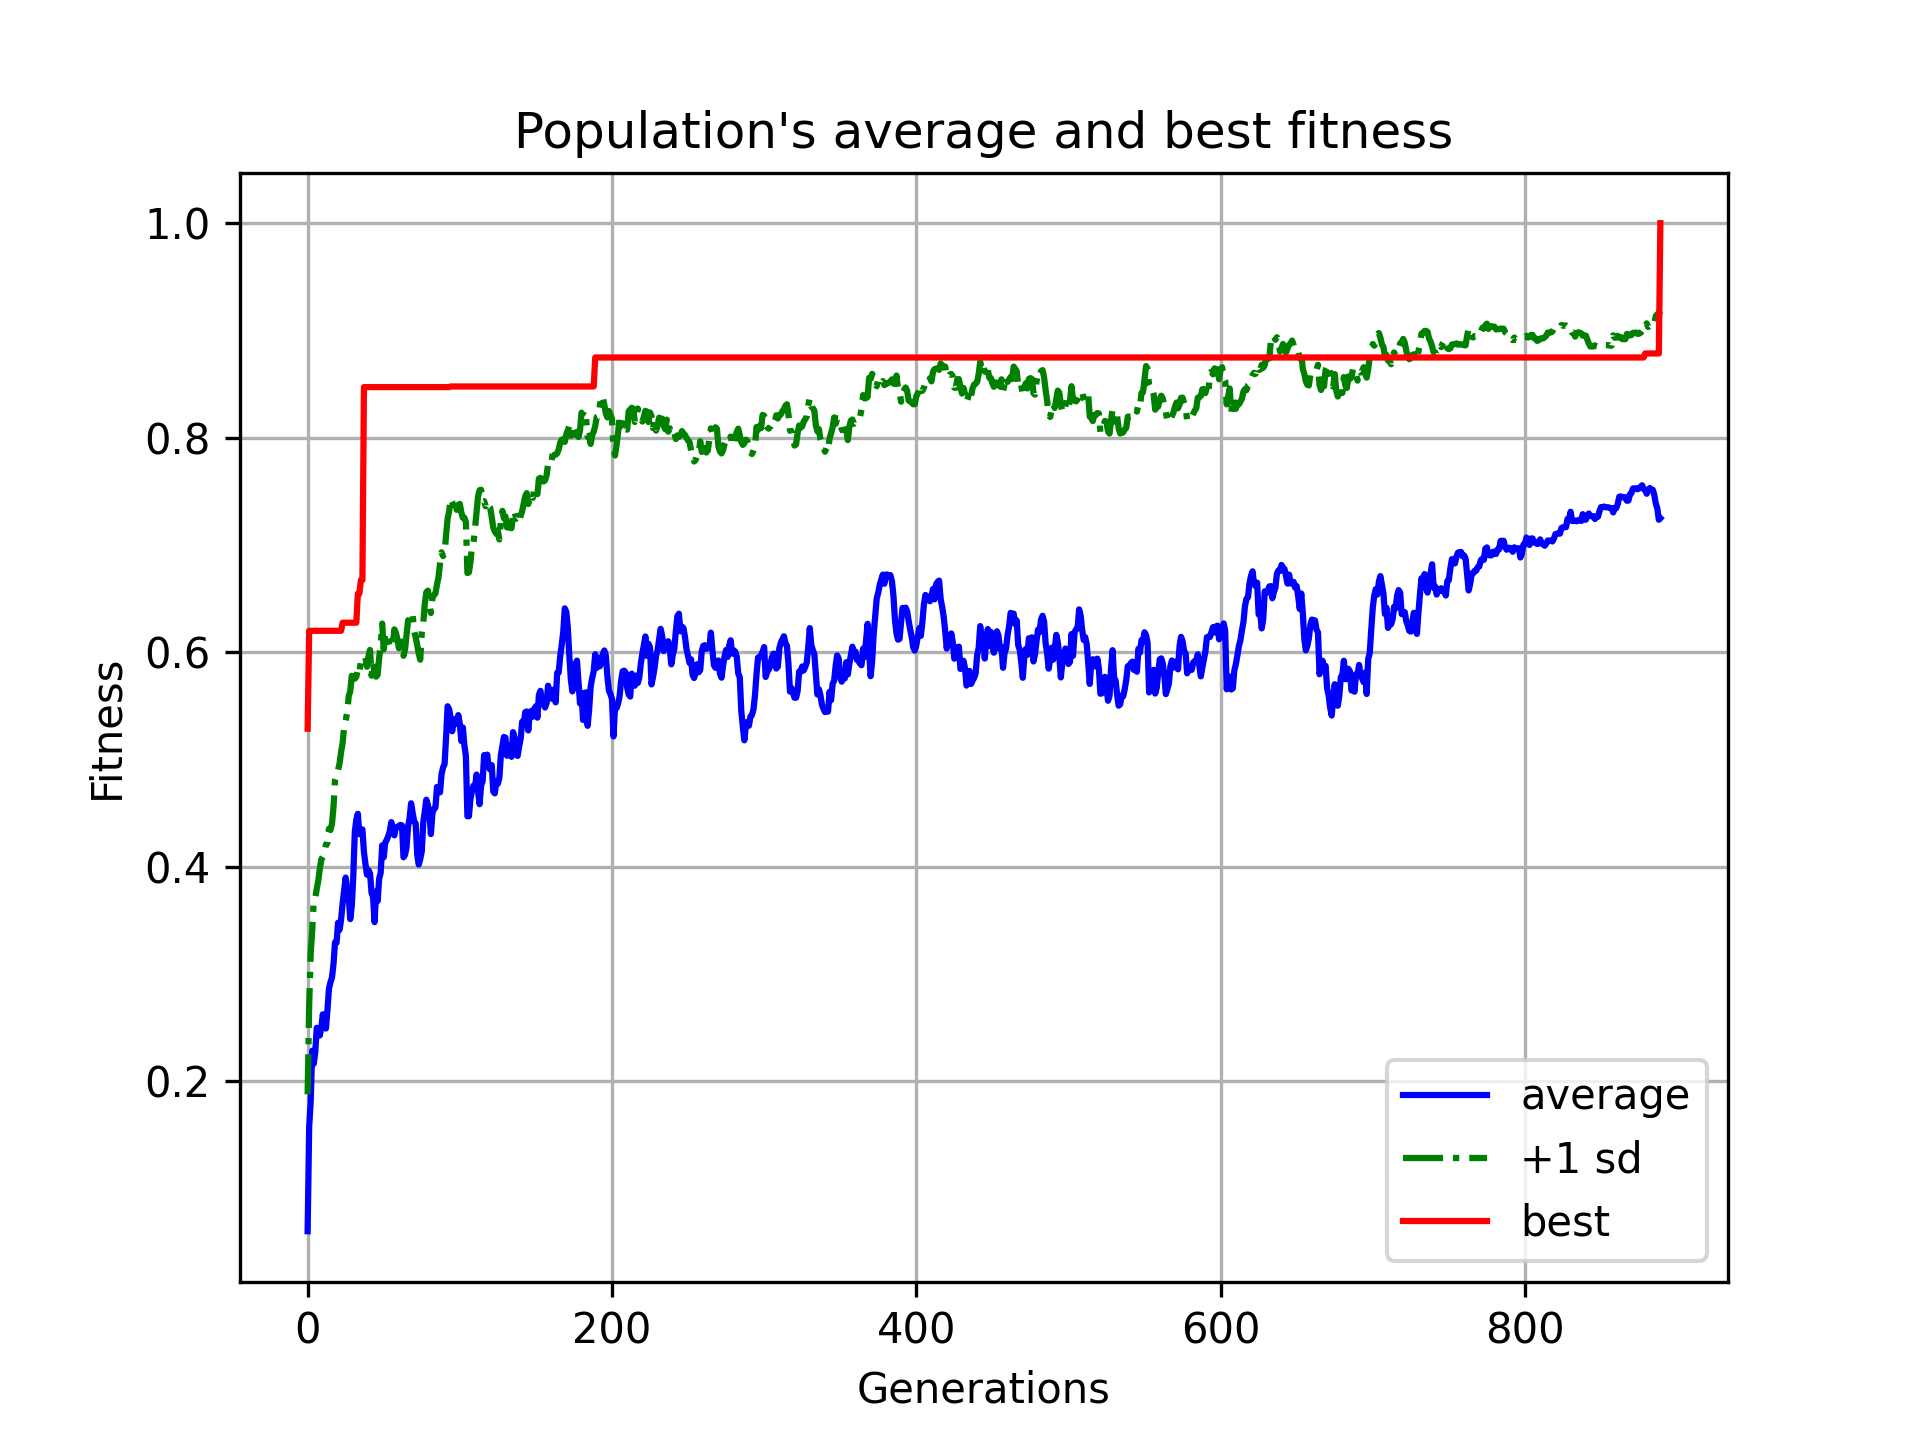 Population's average and best fitness
1.0
0.8
0.6
0.4
0.2
Fitness
average
+1 sd
best
0 200 400 600 800
Generations